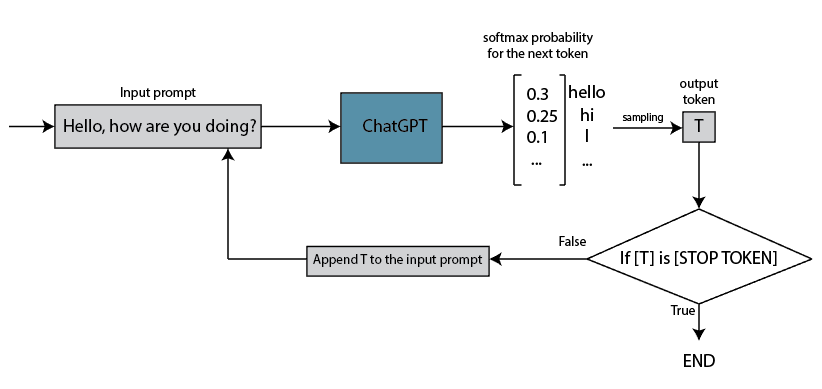 softmax probability
for the next token
Input prompt
Hello, how are you doing?
ChatGPT
0.3 hello
0.25 hi
0.1 I
... ...
sampling
output
token
T
If [T] is [STOP TOKEN]
False
Append T to the input prompt
True
END